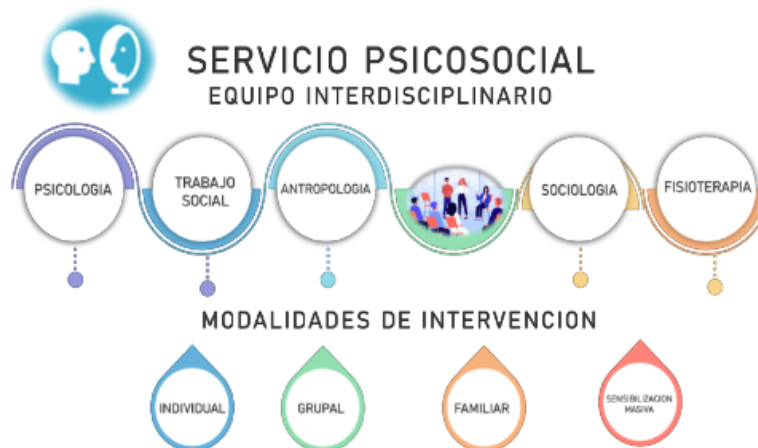 SERVICIO PSICOSOCIAL
EQUIPO INTERDISCIPLINARIO
PSICOLOGIA
TRABAJO
SOCIAL
ANTROPOLOGIA
SOCIOLOGIA
FISIOTERAPIA
MODALIDADES DE INTERVENCION
INDIVIDUAL
GRUPAL
FAMILIAR
SENSIBILIZACION
MASIVA